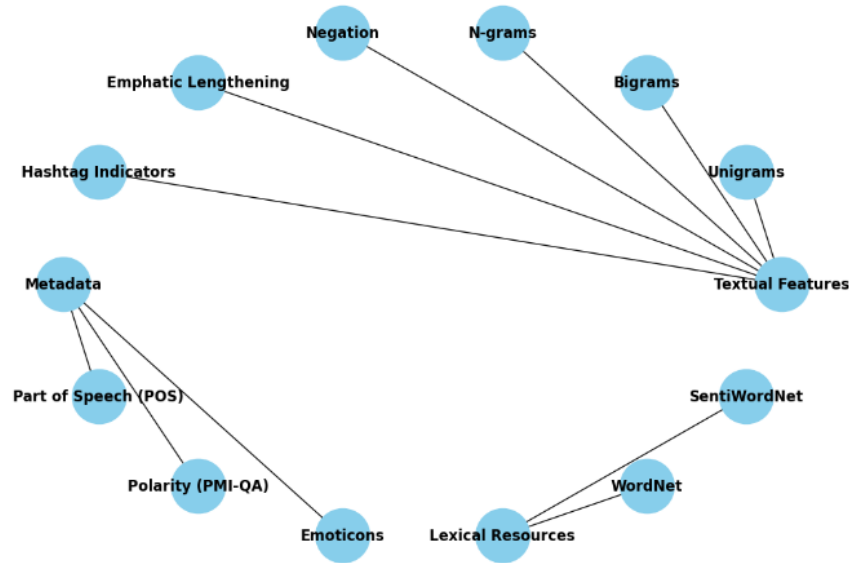 Negation
N-grams
Emphatic Lengthening
Bigrams
Hashtag Indicators
Unigrams
Metadata
Textual Features
Part of Speech (POS)
SentiWordNet
Polarity (PMI-QA)
WordNet
Emoticons
Lexical Resources